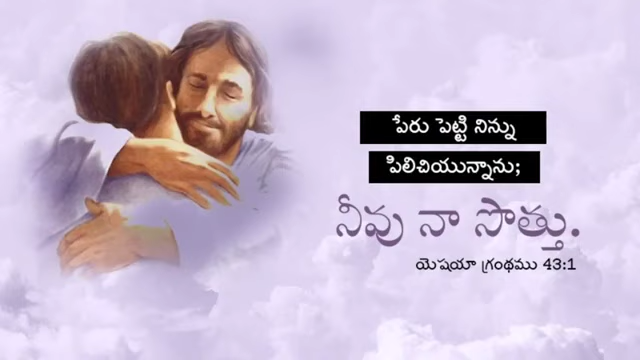 పేరు పెట్టి నిన్ను
పిలిచియున్నాను;
నీవు నా సొత్తు.
యెషయా గ్రంథము 43:1